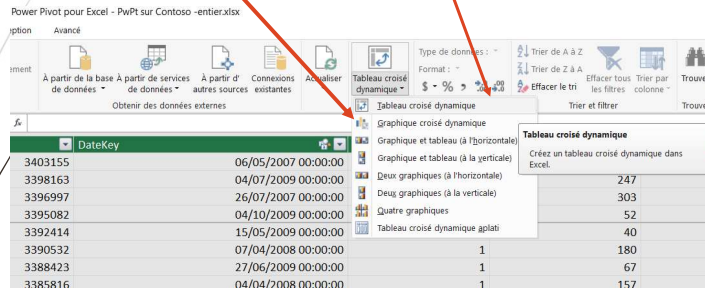 Power Pivot pour Excel - PwPt sur Contoso -entier.xlsx
eption Avancé
ement
À partir de la base de données
À partir de services de données
À partir d' autres sources
Connexions existantes
Actualiser
Tableau croisé dynamique
Type de données :
Format :
$ - % ,
Trier de A à Z
Trier de Z à A
Effacer le tri
Effacer tous les filtres
Trier par colonne
Trouve
Obtenir des données externes
Trier et filtrer
Trouve
fx
Tableau croisé dynamique
Graphique croisé dynamique
Graphique et tableau (à l'horizontale)
Graphique et tableau (à la verticale)
Deux graphiques (à l'horizontale)
Deux graphiques (à la verticale)
Quatre graphiques
Tableau croisé dynamique aplati
Tableau croisé dynamique
Créez un tableau croisé dynamique dans
Excel.
DateKey
3403155 06/05/2007 00:00:00
3398163 04/07/2009 00:00:00 247
3396997 26/07/2007 00:00:00 303
3395082 04/10/2009 00:00:00 52
3392414 15/05/2009 00:00:00 40
3390532 07/04/2008 00:00:00 1 180
3388423 27/06/2009 00:00:00 1 67
3385816 04/04/2008 00:00:00 1 157